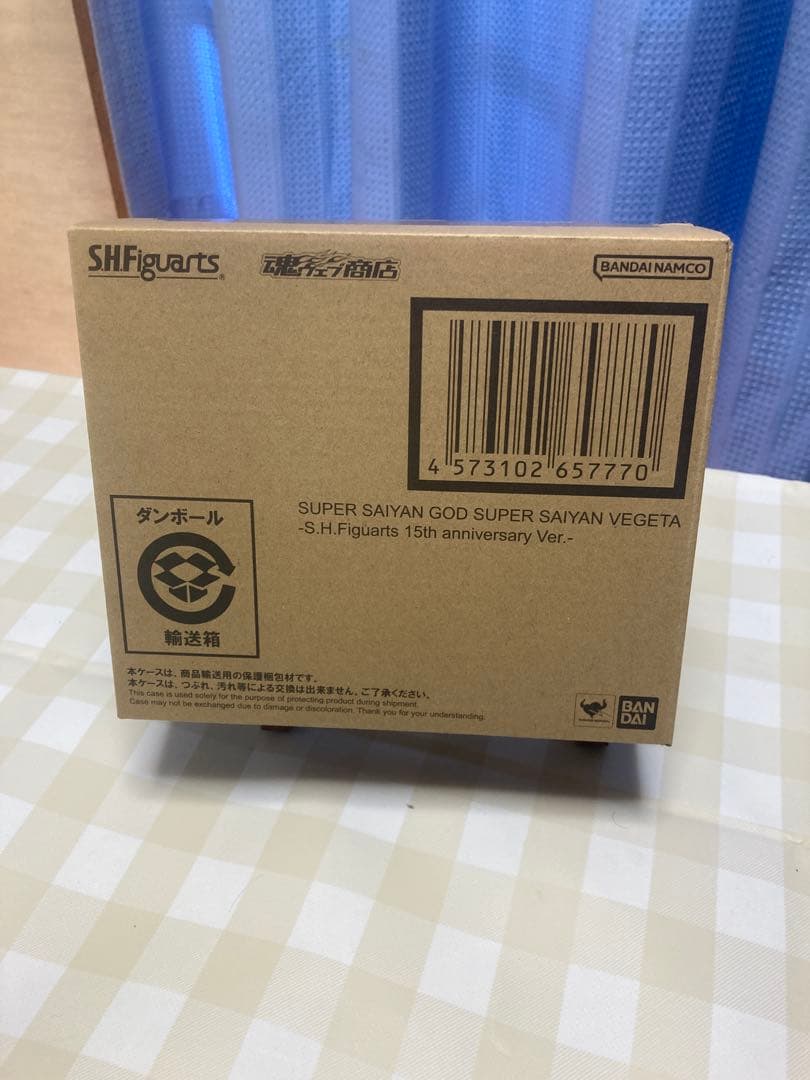 S.H.Figuarts®
魂ウェブ商店
BANDAI NAMCO
4 573102 657770
SUPER SAIYAN GOD SUPER SAIYAN VEGETA
-S.H.Figuarts 15th anniversary Ver.-
ダンボール
輸送箱
本ケースは、商品輸送用の保護梱包材です。
本ケースは、つぶれ、汚れ等による交換は出来ません、ご了承ください。
This case is used solely for the purpose of protecting product during shipment.
Case may not be exchanged due to damage or discoloration. Thank you for your understanding.
BAN
DAI